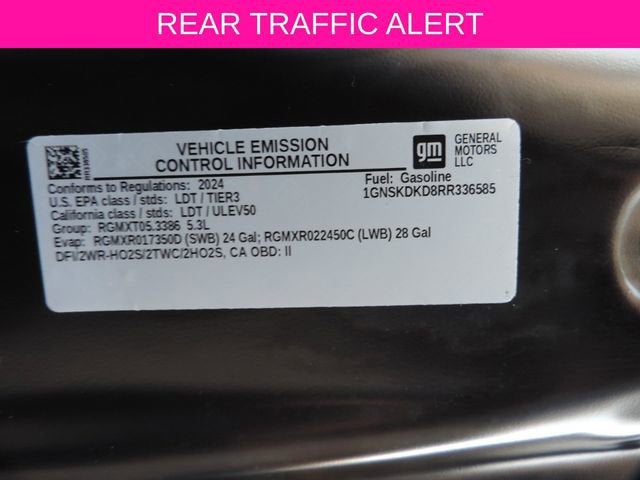 REAR TRAFFIC ALERT
VEHICLE EMISSION
CONTROL INFORMATION
gm
GENERAL
MOTORS
LLC
Conforms to Regulations: 2024
U.S. EPA class / stds: LDT / TIER3
California class / stds: LDT / ULEV50
Group: RGMXT05.3386 5.3L
Evap: RGMXR017350D (SWB) 24 Gal; RGMXR022450C (LWB) 28 Gal
DFI/2WR-HO2S/2TWC/2HO2S, CA OBD: II
Fuel: Gasoline
1GNSKDKD8RR336585